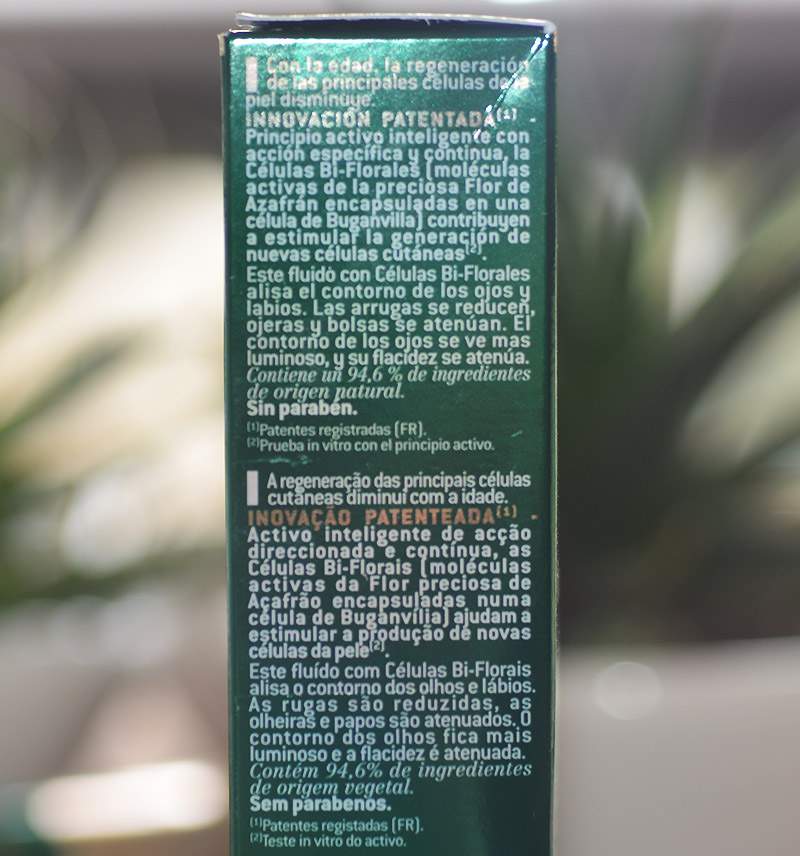 Con la edad, la regeneración
de las principales células de la
piel disminuye.
INNOVACIÓN PATENTADA(1) -
Principio activo inteligente con
acción específica y continua, la
Células Bi-Florales (moléculas
activas de la preciosa Flor de
Azafrán encapsuladas en una
célula de Buganvilla) contribuyen
a estimular la generación de
nuevas células cutáneas(2).
Este fluido con Células Bi-Florales
alisa el contorno de los ojos y
labios. Las arrugas se reducen,
ojeras y bolsas se atenúan. El
contorno de los ojos se ve mas
luminoso, y su flacidez se atenúa.
Contiene un 94,6 % de ingredientes
de origen natural.
Sin parabén.
(1)Patentes registradas (FR).
(2)Prueba in vitro con el principio activo.
A regeneração das principais células
cutâneas diminui com a idade.
INOVAÇÃO PATENTEADA(1) -
Activo inteligente de acção
direccionada e contínua, as
Células Bi-Florais (moléculas
activas da Flor preciosa de
Açafrão encapsuladas numa
célula de Buganvília) ajudam a
estimular a produção de novas
células da pele(2).
Este fluído com Células Bi-Florais
alisa o contorno dos olhos e lábios.
As rugas são reduzidas, as
olheiras e papos são atenuados. O
contorno dos olhos fica mais
luminoso e a flacidez é atenuada.
Contém 94,6% de ingredientes
de origem vegetal.
Sem parabenos.
(1)Patentes registadas (FR).
(2)Teste in vitro do activo.